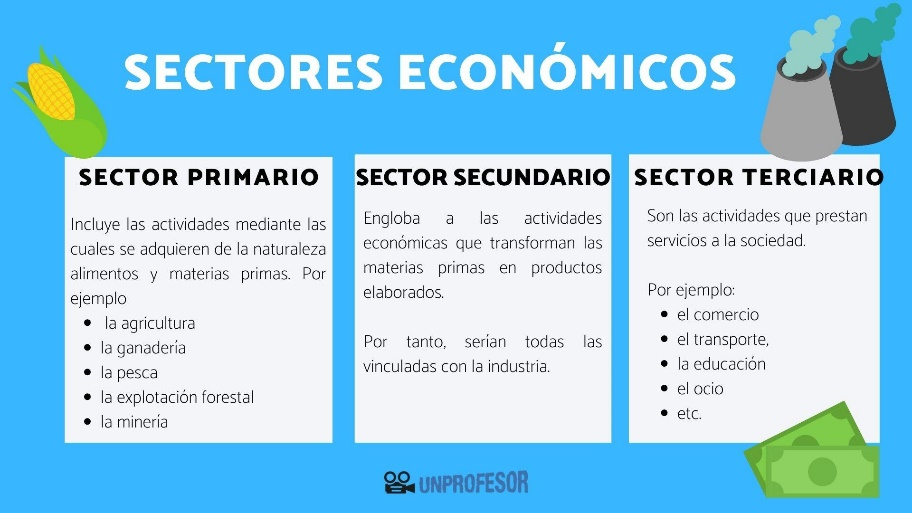 SECTORES ECONÓMICOS
SECTOR PRIMARIO
Incluye las actividades mediante las
cuales se adquieren de la naturaleza
alimentos y materias primas. Por
ejemplo
• la agricultura
• la ganadería
• la pesca
• la explotación forestal
• la minería
SECTOR SECUNDARIO
Engloba a las actividades
económicas que transforman las
materias primas en productos
elaborados.
Por tanto, serían todas las
vinculadas con la industria.
SECTOR TERCIARIO
Son las actividades que prestan
servicios a la sociedad.
Por ejemplo:
• el comercio
• el transporte,
• la educación
• el ocio
• etc.
UNPROFESOR